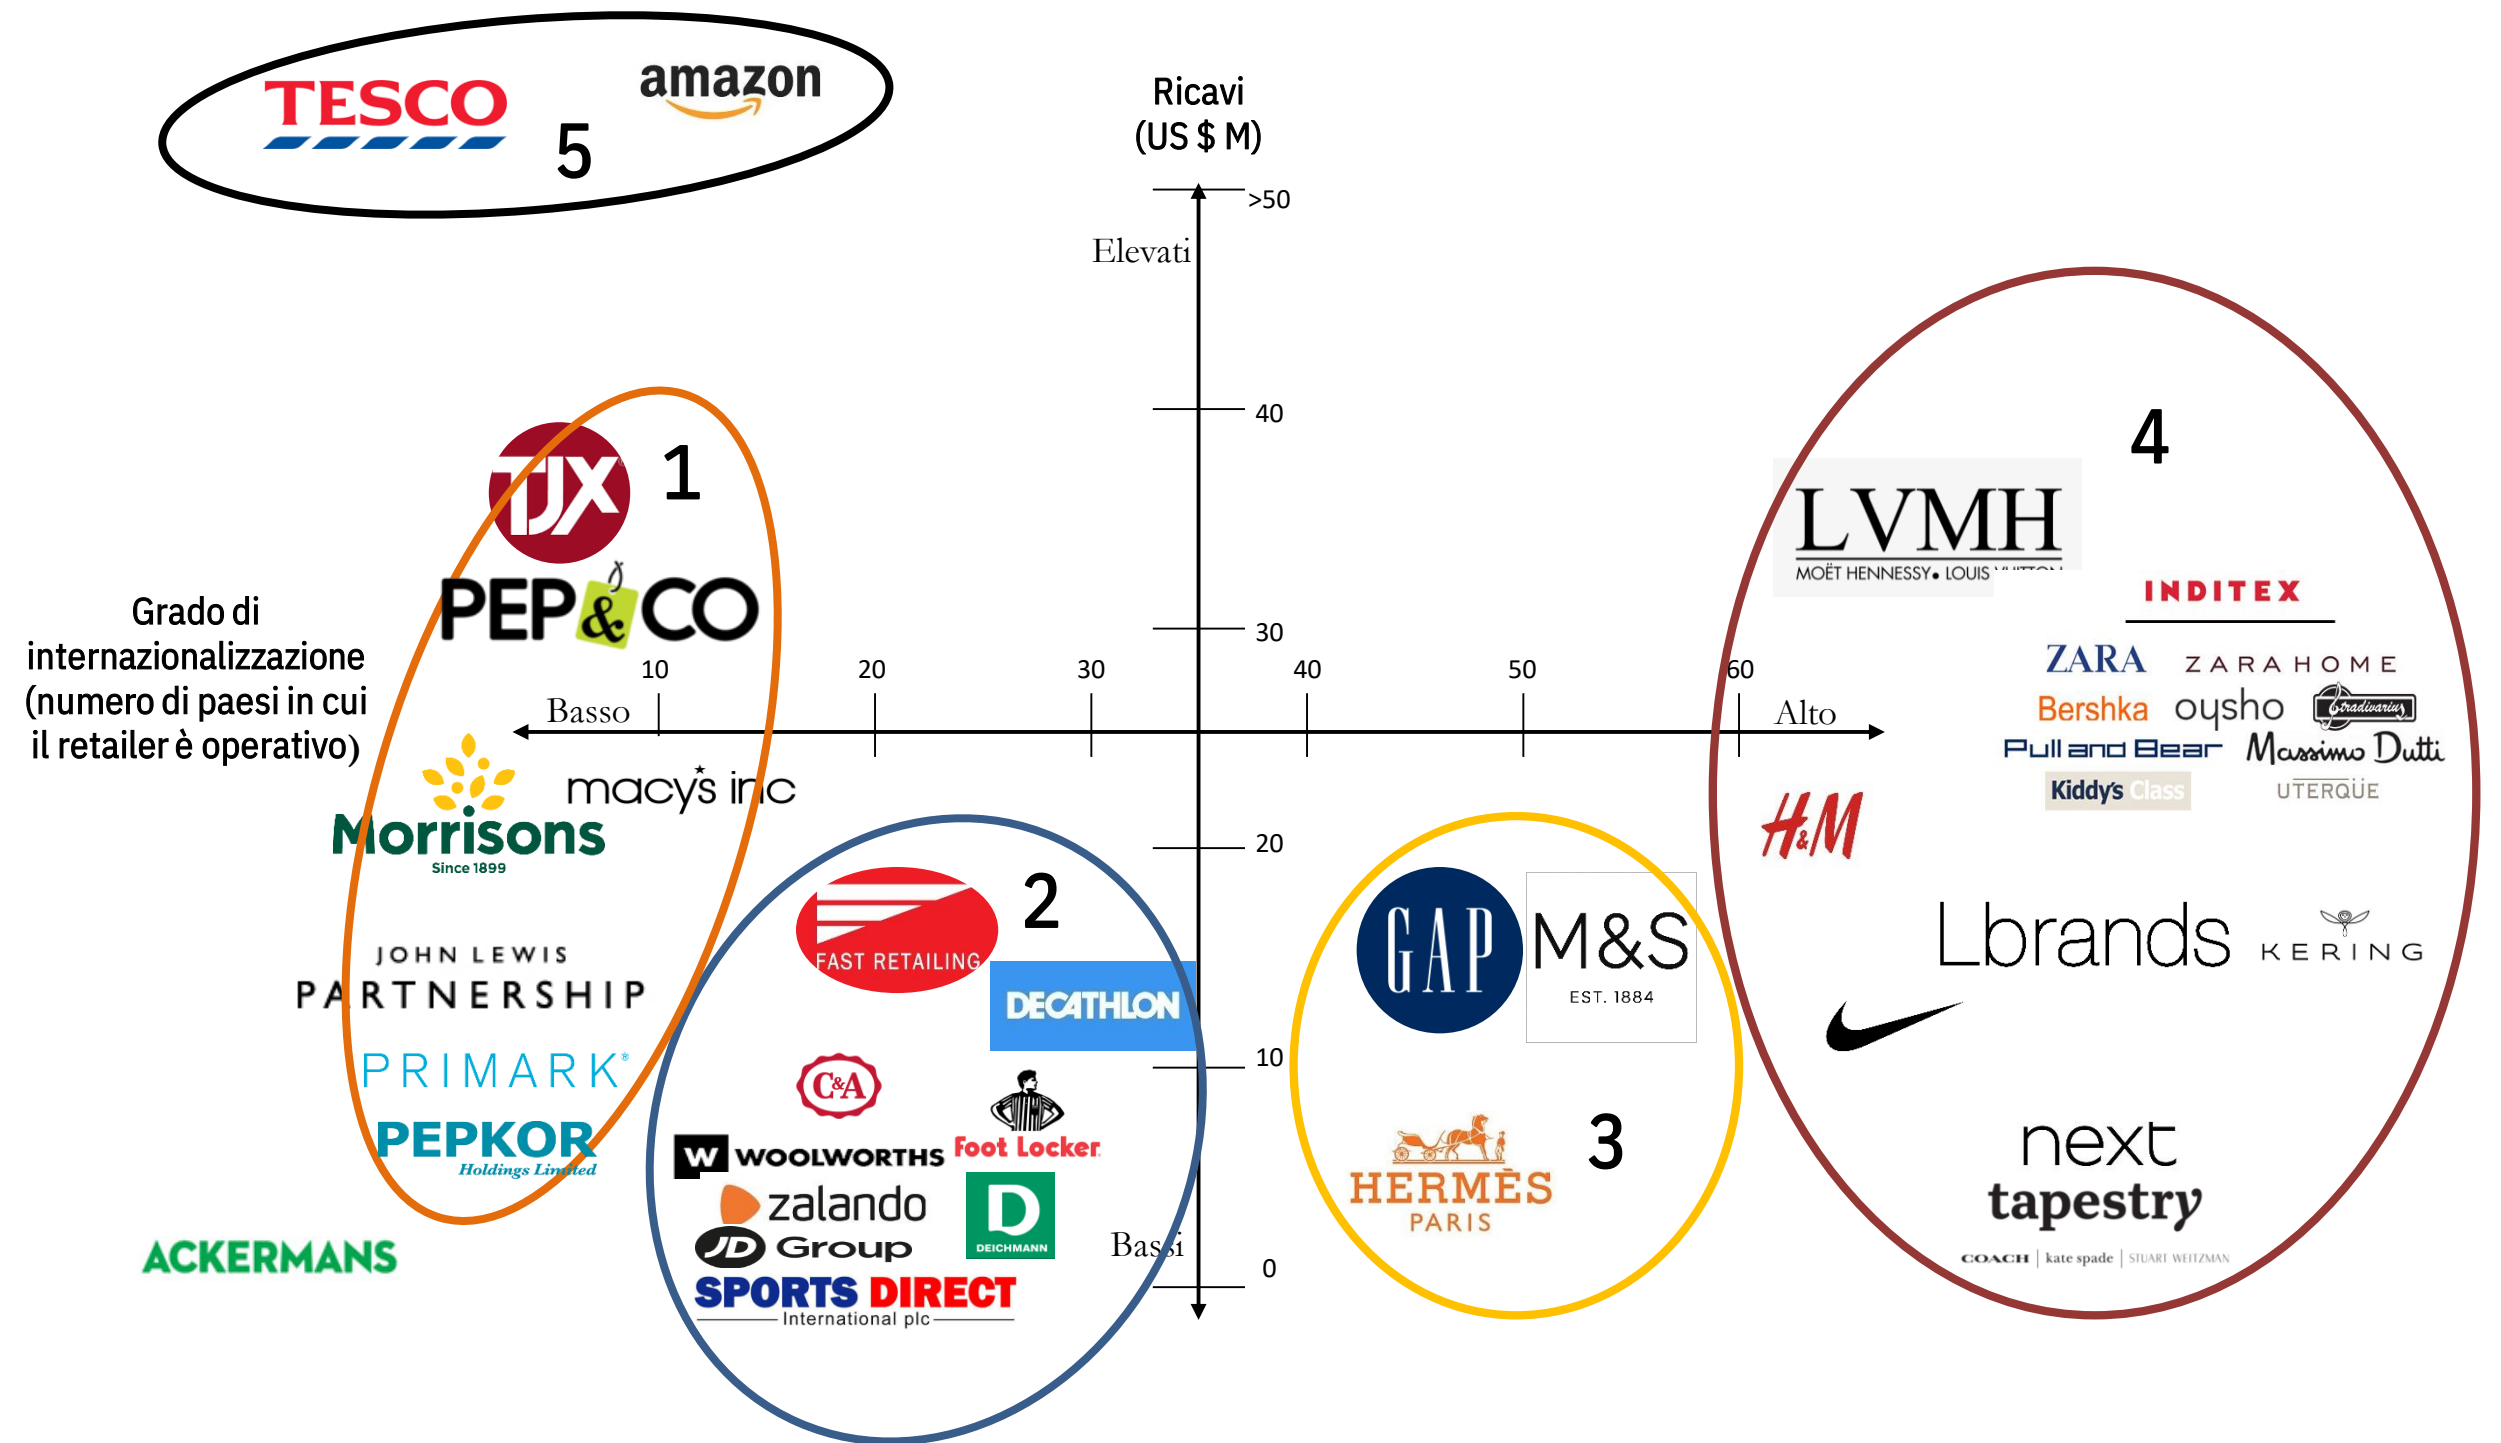 TESCO
amazon
5
Ricavi
(US $ M)
>50
Elevati
40
30
20
10
0
Bassi
Grado di
internazionalizzazione
(numero di paesi in cui
il retailer è operativo)
10
20
30
40
50
60
Basso
Alto
1
TJX
PEP&CO
macy's inc
Morrisons
Since 1899
JOHN LEWIS
PARTNERSHIP
PRIMARK®
PEPKOR
Holdings Limited
ACKERMANS
2
FAST RETAILING
DECATHLON
C&A
Foot Locker
W WOOLWORTHS
zalando
D
DEICHMANN
JD Group
SPORTS DIRECT
International plc
GAP
M&S
EST. 1884
3
HERMÈS
PARIS
4
LVMH
MOËT HENNESSY • LOUIS VUITTON
INDITEX
ZARA
ZARA HOME
Bershka
oysho
Stradivarius
Pull and Bear
Massimo Dutti
Kiddy's Class
UTERQÜE
H&M
Lbrands
KERING
next
tapestry
COACH | kate spade | STUART WEITZMAN